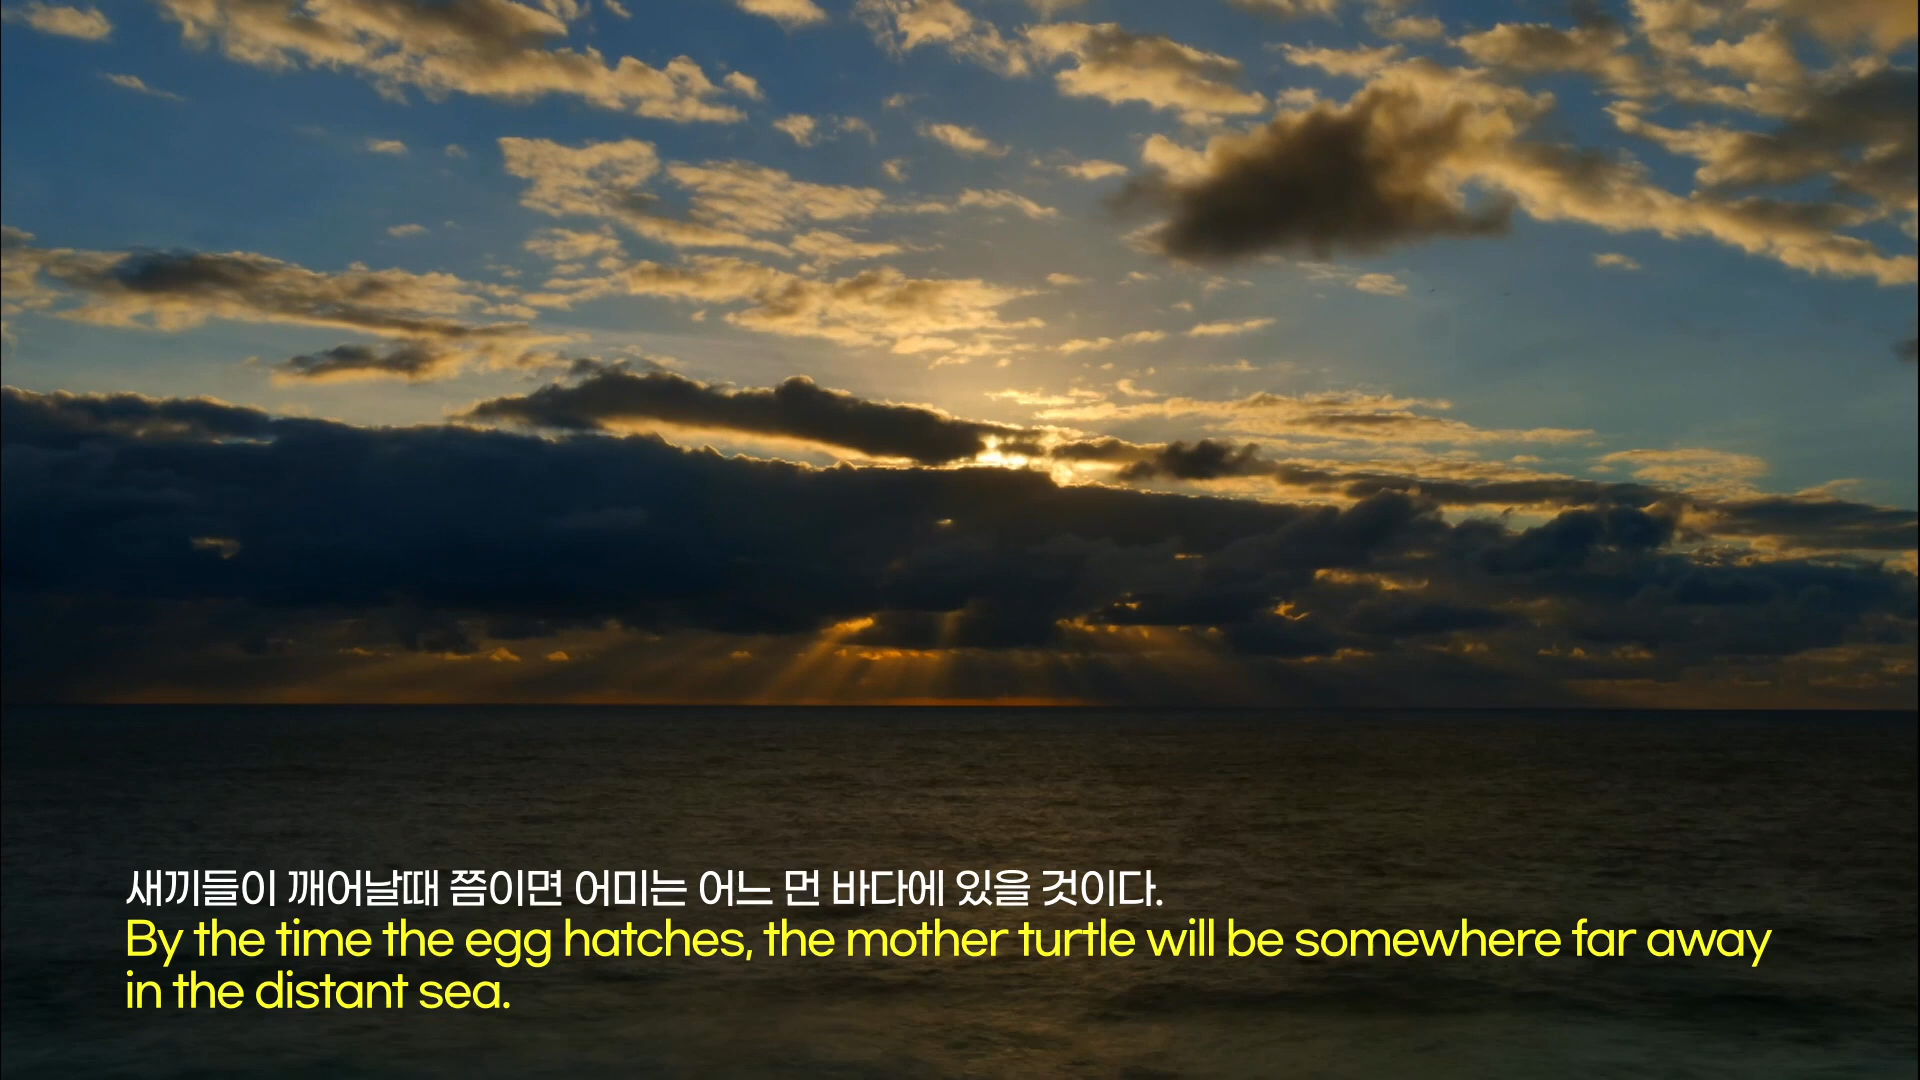 새끼들이 깨어날때 쯤이면 어미는 어느 먼 바다에 있을 것이다.
By the time the egg hatches, the mother turtle will be somewhere far away
in the distant sea.